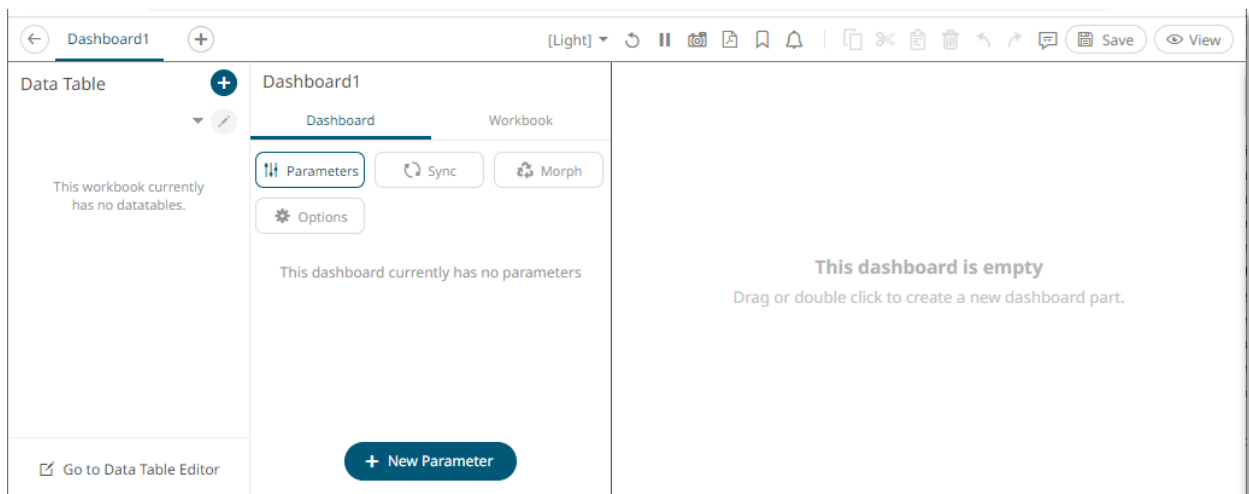 Dashboard1
[Light]
Save
View
Data Table
This workbook currently
has no datatables.
Go to Data Table Editor
Dashboard1
Dashboard Workbook
Parameters Sync Morph
Options
This dashboard currently has no parameters
+ New Parameter
This dashboard is empty
Drag or double click to create a new dashboard part.